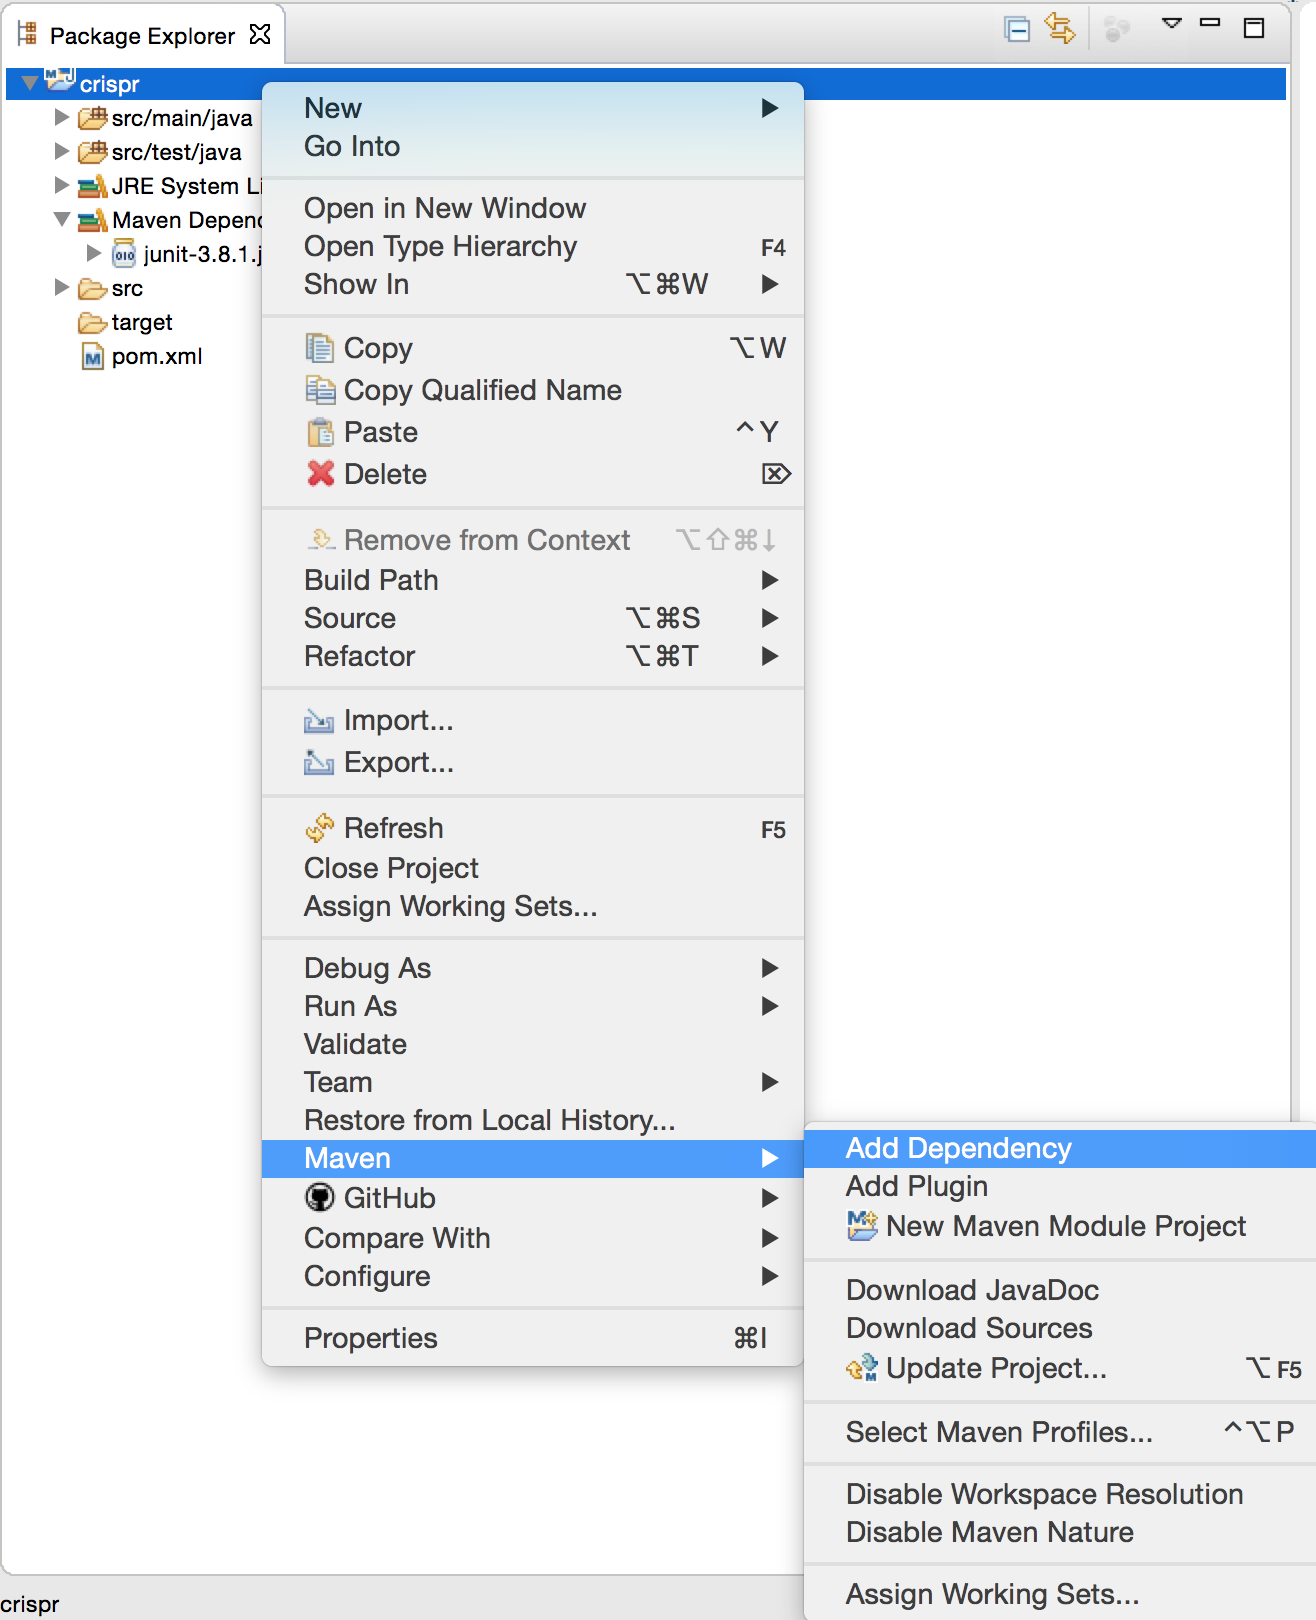 Package Explorer
crispr
src/main/java
src/test/java
JRE System Li
Maven Depend
junit-3.8.1.j
src
target
pom.xml
New
Go Into
Open in New Window
Open Type Hierarchy F4
Show In ⌥⌘W
Copy ⌥W
Copy Qualified Name
Paste ^Y
Delete ⌦
Remove from Context ⌥⇧⌘↓
Build Path
Source ⌥⌘S
Refactor ⌥⌘T
Import...
Export...
Refresh F5
Close Project
Assign Working Sets...
Debug As
Run As
Validate
Team
Restore from Local History...
Maven
GitHub
Compare With
Configure
Properties ⌘I
Add Dependency
Add Plugin
New Maven Module Project
Download JavaDoc
Download Sources
Update Project... ⌥F5
Select Maven Profiles... ^⌥P
Disable Workspace Resolution
Disable Maven Nature
Assign Working Sets...
crispr